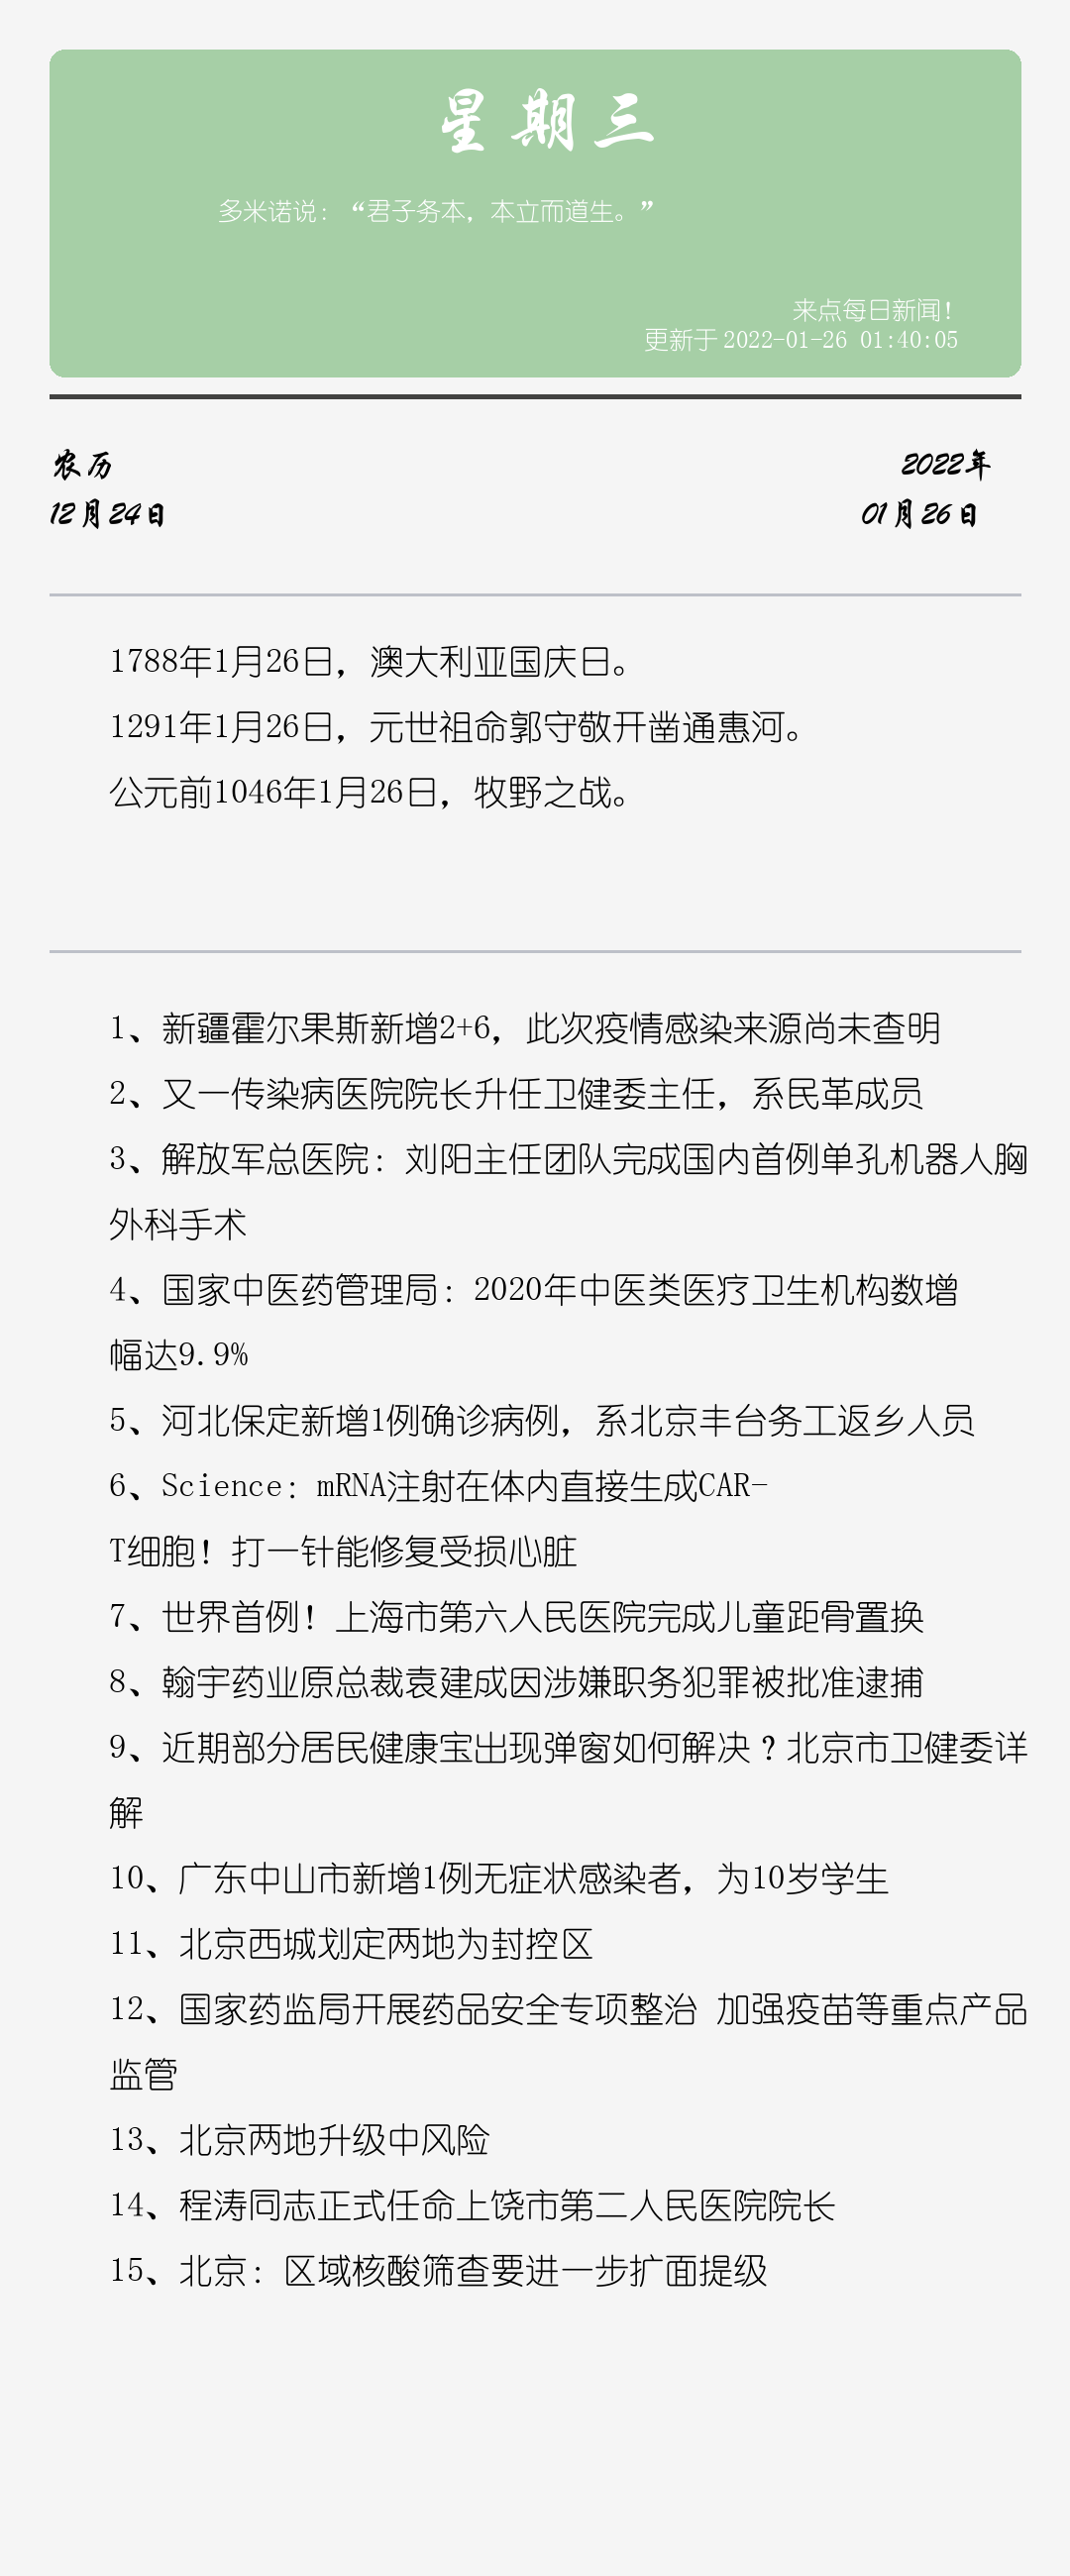 星期三
多米诺说：“君子务本，本立而道生。”
来点每日新闻！
更新于 2022-01-26 01:40:05
农历
2022年
12月24日
01月26日
1788年1月26日，澳大利亚国庆日。
1291年1月26日，元世祖命郭守敬开凿通惠河。
公元前1046年1月26日，牧野之战。
1、新疆霍尔果斯新增2+6，此次疫情感染来源尚未查明
2、又一传染病医院院长升任卫健委主任，系民革成员
3、解放军总医院：刘阳主任团队完成国内首例单孔机器人胸
外科手术
4、国家中医药管理局：2020年中医类医疗卫生机构数增
幅达9.9%
5、河北保定新增1例确诊病例，系北京丰台务工返乡人员
6、Science：mRNA注射在体内直接生成CAR-
T细胞！打一针能修复受损心脏
7、世界首例！上海市第六人民医院完成儿童距骨置换
8、翰宇药业原总裁袁建成因涉嫌职务犯罪被批准逮捕
9、近期部分居民健康宝出现弹窗如何解决？北京市卫健委详
解
10、广东中山市新增1例无症状感染者，为10岁学生
11、北京西城划定两地为封控区
12、国家药监局开展药品安全专项整治 加强疫苗等重点产品
监管
13、北京两地升级中风险
14、程涛同志正式任命上饶市第二人民医院院长
15、北京：区域核酸筛查要进一步扩面提级